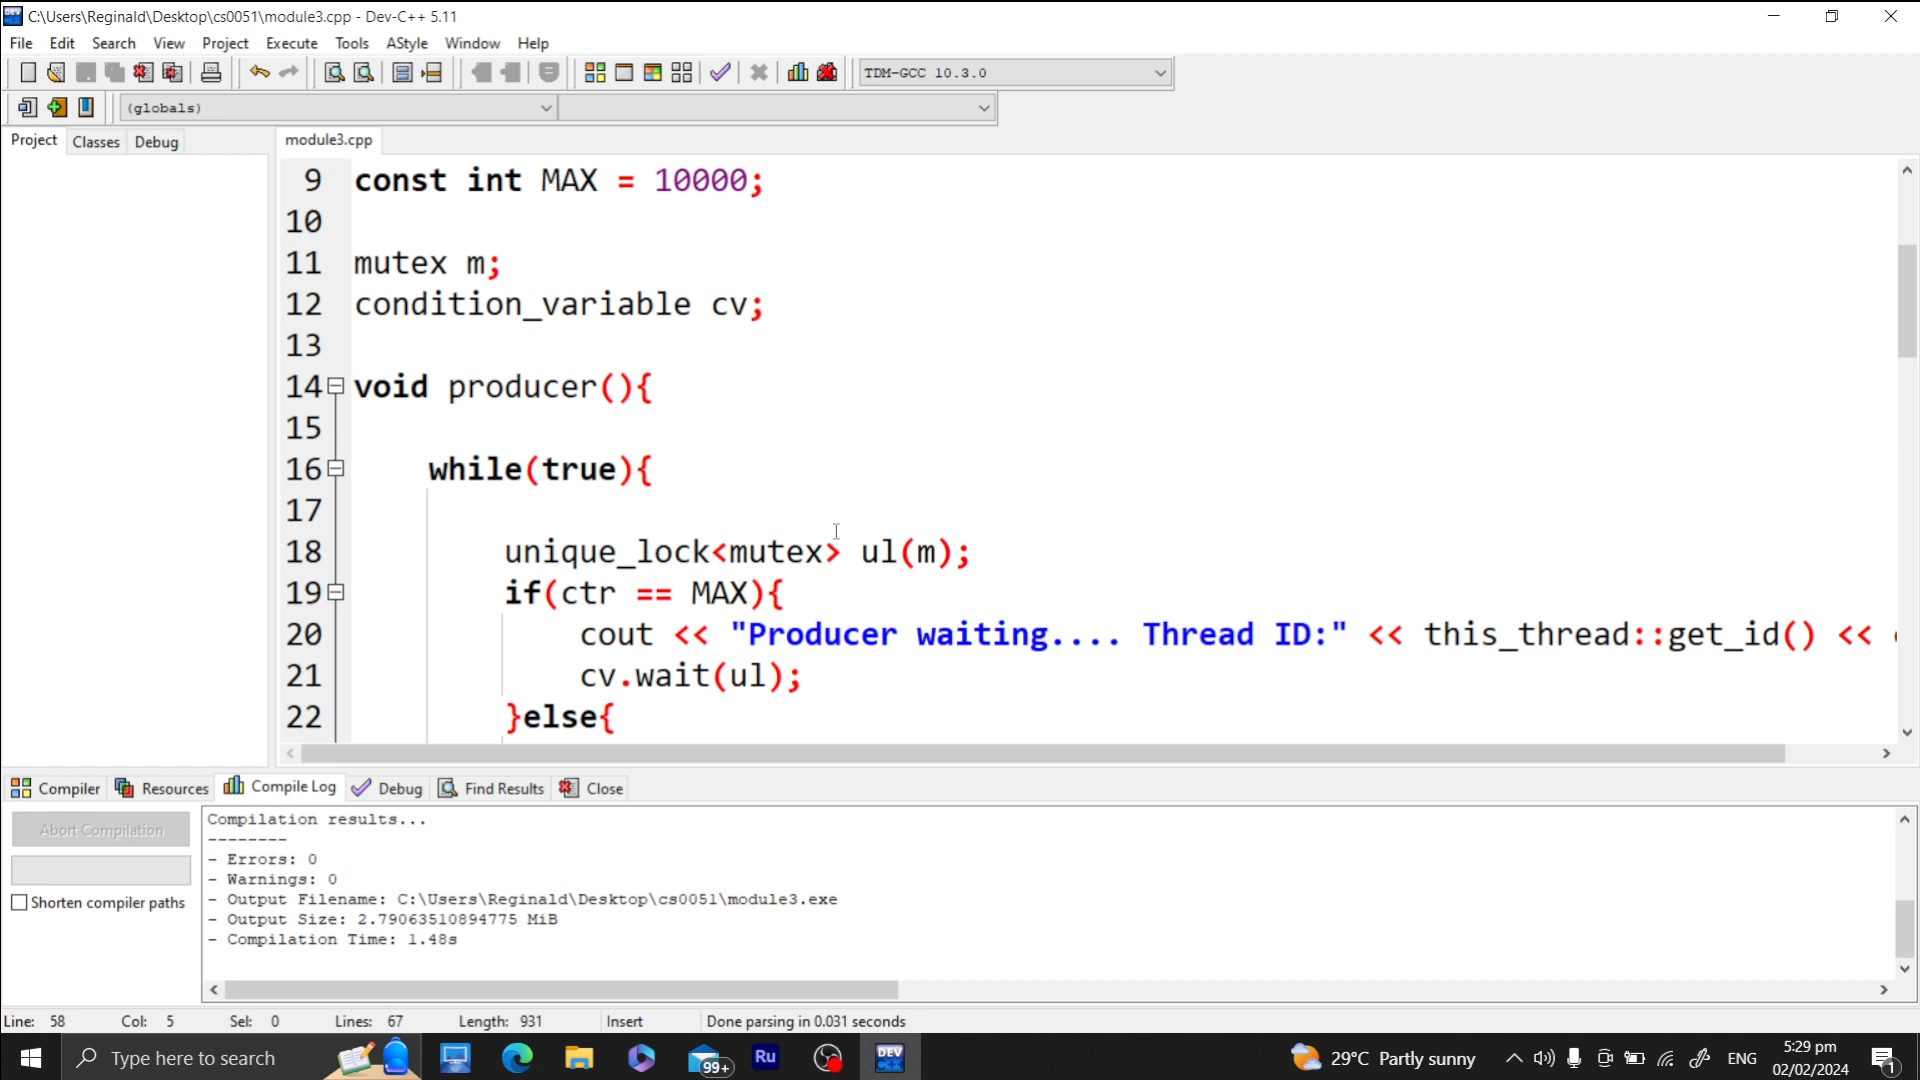 C:\Users\Reginald\Desktop\cs0051\module3.cpp - Dev-C++ 5.11
File Edit Search View Project Execute Tools AStyle Window Help
TDM-GCC 10.3.0
(globals)
Project Classes Debug
module3.cpp
9 const int MAX = 10000;
10
11 mutex m;
12 condition_variable cv;
13
14 void producer(){
15
16 while(true){
17
18 unique_lock<mutex> ul(m);
19 if(ctr == MAX){
20 cout << "Producer waiting.... Thread ID:" << this_thread::get_id() <<
21 cv.wait(ul);
22 }else{
Compiler Resources Compile Log Debug Find Results Close
Abort Compilation
Shorten compiler paths
Compilation results...
--------
- Errors: 0
- Warnings: 0
- Output Filename: C:\Users\Reginald\Desktop\cs0051\module3.exe
- Output Size: 2.79063510894775 MiB
- Compilation Time: 1.48s
Line: 58 Col: 5 Sel: 0 Lines: 67 Length: 931 Insert Done parsing in 0.031 seconds
Type here to search
99+
Ru
DEV
29°C Partly sunny
ENG
5:29 pm
02/02/2024
1